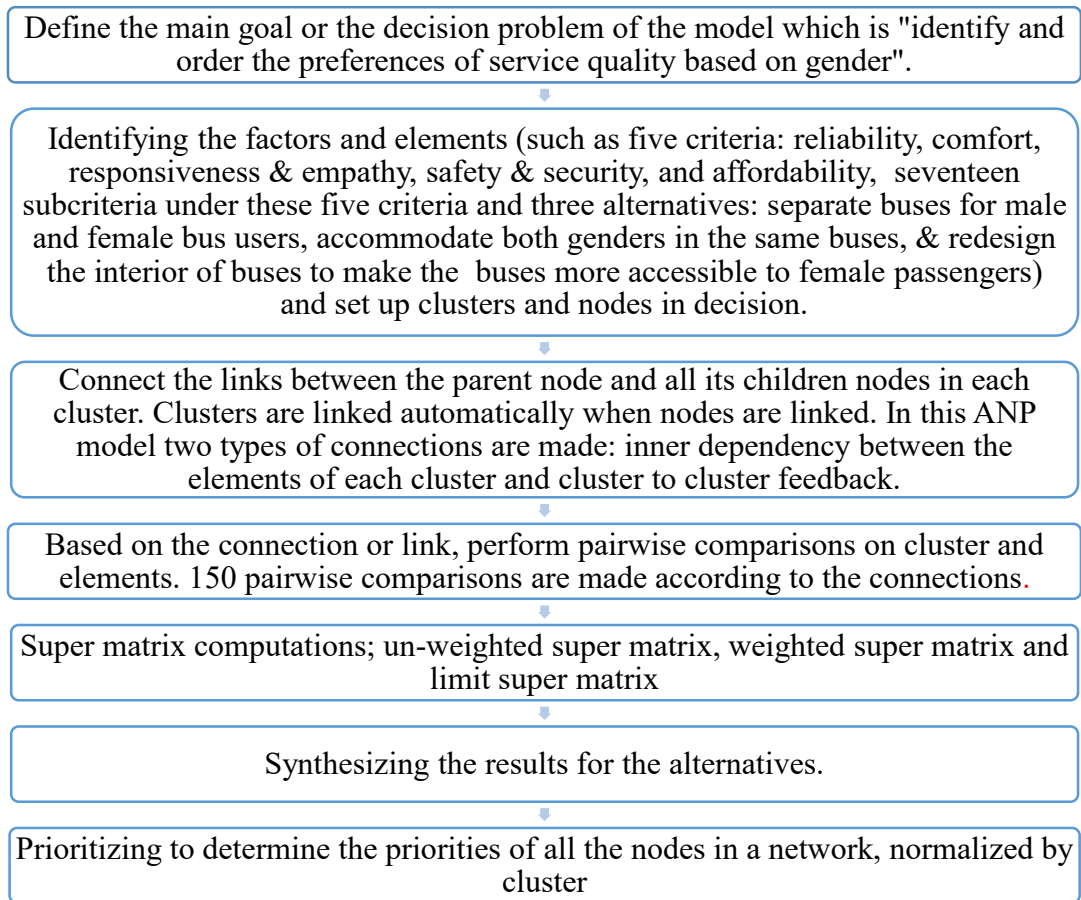 Define the main goal or the decision problem of the model which is "identify and
order the preferences of service quality based on gender".
Identifying the factors and elements (such as five criteria: reliability, comfort,
responsiveness & empathy, safety & security, and affordability,  seventeen
subcriteria under these five criteria and three alternatives: separate buses for male
and female bus users, accommodate both genders in the same buses, & redesign
the interior of buses to make the  buses more accessible to female passengers)
and set up clusters and nodes in decision.
Connect the links between the parent node and all its children nodes in each
cluster. Clusters are linked automatically when nodes are linked. In this ANP
model two types of connections are made: inner dependency between the
elements of each cluster and cluster to cluster feedback.
Based on the connection or link, perform pairwise comparisons on cluster and
elements. 150 pairwise comparisons are made according to the connections.
Super matrix computations; un-weighted super matrix, weighted super matrix and
limit super matrix
Synthesizing the results for the alternatives.
Prioritizing to determine the priorities of all the nodes in a network, normalized by
cluster